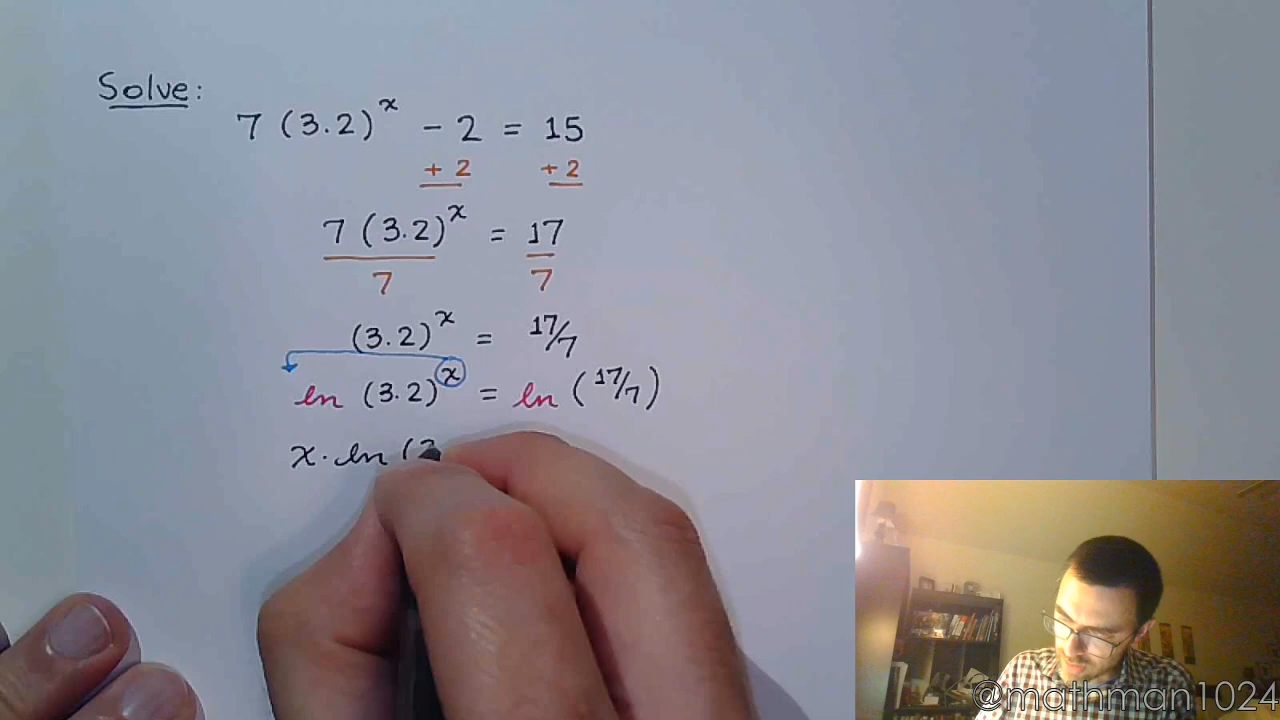 Solve:
7 (3.2)^x - 2 = 15
+ 2 + 2
7 (3.2)^x = 17
7 7
(3.2)^x = 17/7
ln (3.2)^x = ln (17/7)
x · ln (3
@mathman1024